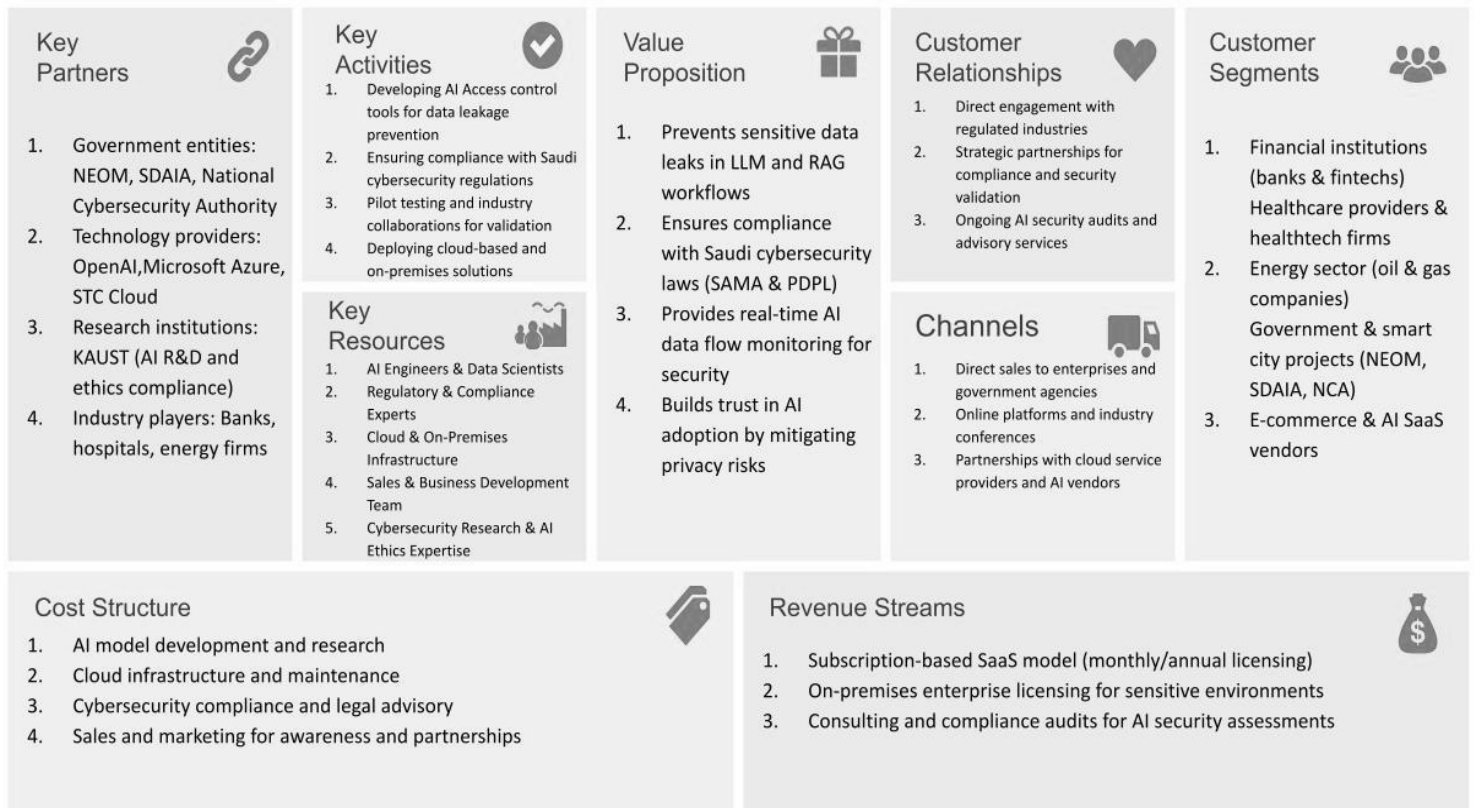 Key
Partners
1. Government entities:
NEOM, SDAIA, National
Cybersecurity Authority
2. Technology providers:
OpenAI,Microsoft Azure,
STC Cloud
3. Research institutions:
KAUST (AI R&D and
ethics compliance)
4. Industry players: Banks,
hospitals, energy firms
Key
Activities
1. Developing AI Access control
tools for data leakage
prevention
2. Ensuring compliance with Saudi
cybersecurity regulations
3. Pilot testing and industry
collaborations for validation
4. Deploying cloud-based and
on-premises solutions
Key
Resources
1. AI Engineers & Data Scientists
2. Regulatory & Compliance
Experts
3. Cloud & On-Premises
Infrastructure
4. Sales & Business Development
Team
5. Cybersecurity Research & AI
Ethics Expertise
Value
Proposition
1. Prevents sensitive data
leaks in LLM and RAG
workflows
2. Ensures compliance
with Saudi cybersecurity
laws (SAMA & PDPL)
3. Provides real-time AI
data flow monitoring for
security
4. Builds trust in AI
adoption by mitigating
privacy risks
Customer
Relationships
1. Direct engagement with
regulated industries
2. Strategic partnerships for
compliance and security
validation
3. Ongoing AI security audits and
advisory services
Channels
1. Direct sales to enterprises and
government agencies
2. Online platforms and industry
conferences
3. Partnerships with cloud service
providers and AI vendors
Customer
Segments
1. Financial institutions
(banks & fintechs)
Healthcare providers &
healthtech firms
2. Energy sector (oil & gas
companies)
Government & smart
city projects (NEOM,
SDAIA, NCA)
3. E-commerce & AI SaaS
vendors
Cost Structure
1. AI model development and research
2. Cloud infrastructure and maintenance
3. Cybersecurity compliance and legal advisory
4. Sales and marketing for awareness and partnerships
Revenue Streams
$
1. Subscription-based SaaS model (monthly/annual licensing)
2. On-premises enterprise licensing for sensitive environments
3. Consulting and compliance audits for AI security assessments